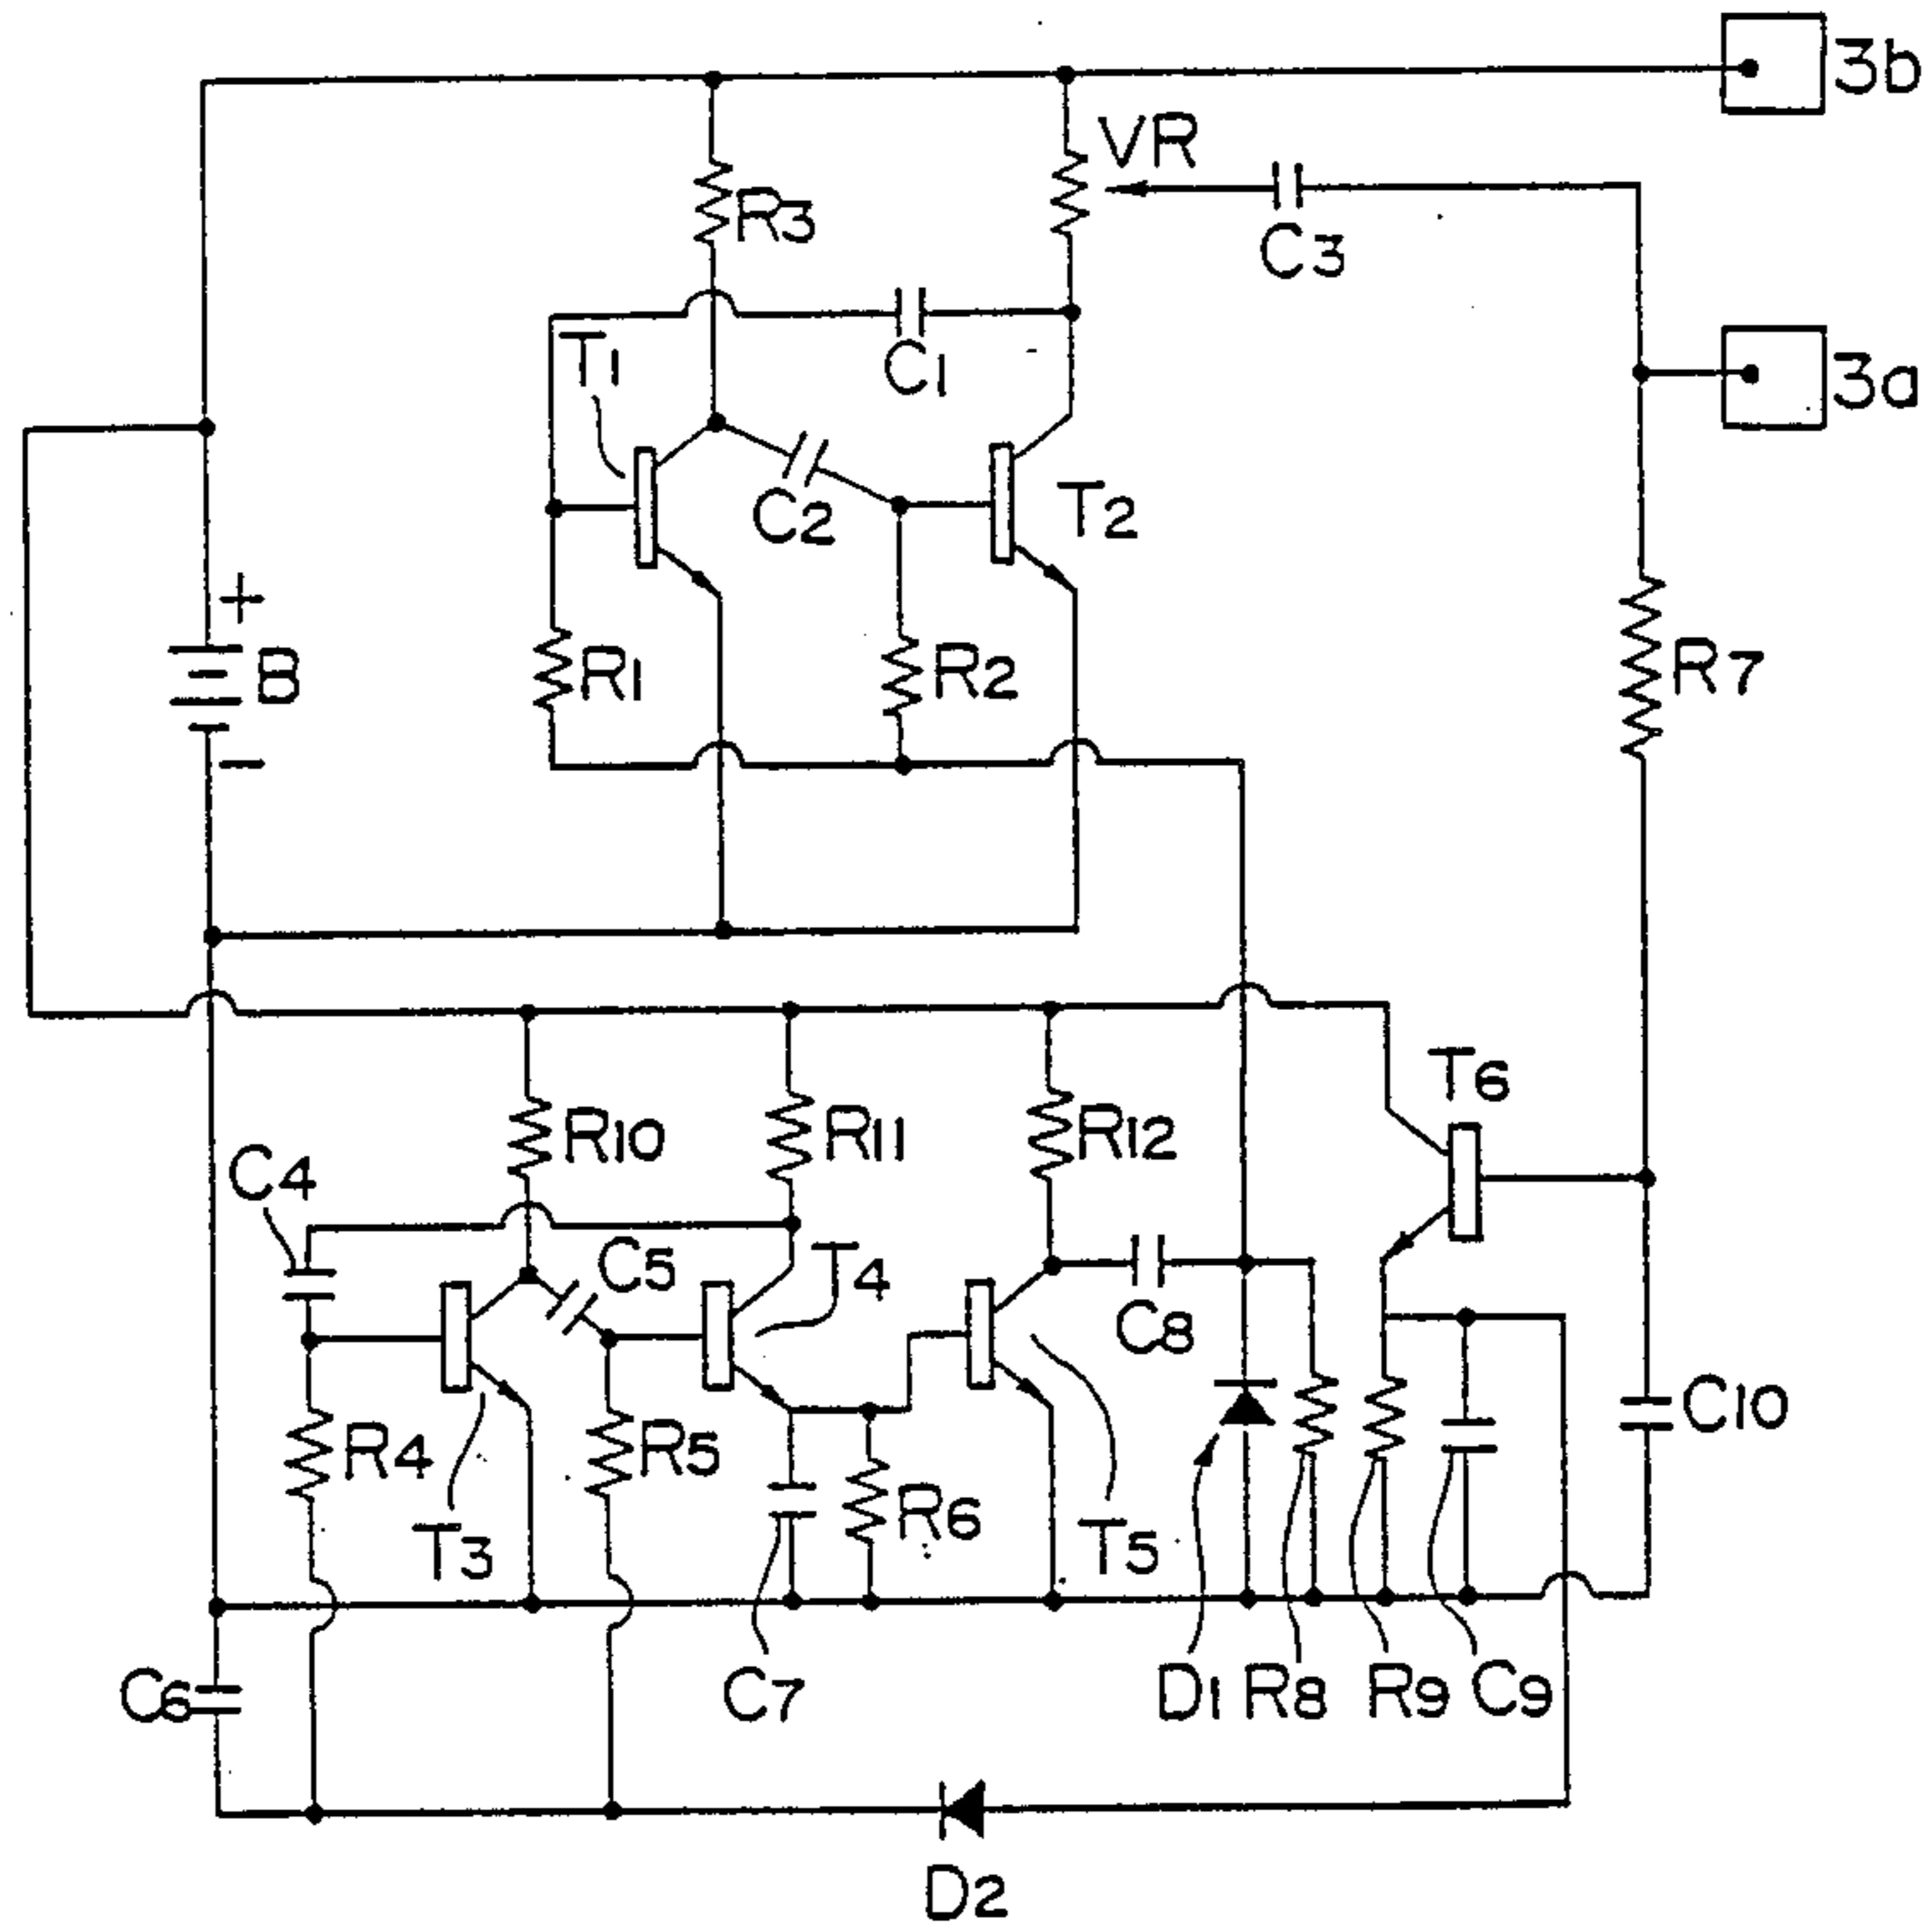 3b
VR
R3
C3
T1
C1
3a
C2
T2
+
B
R1
R2
R7
−
T6
R10
R11
R12
C4
C5
T4
C8
C10
R4
R5
R6
T3
T5
C6
C7
D1
R8
R9
C9
D2